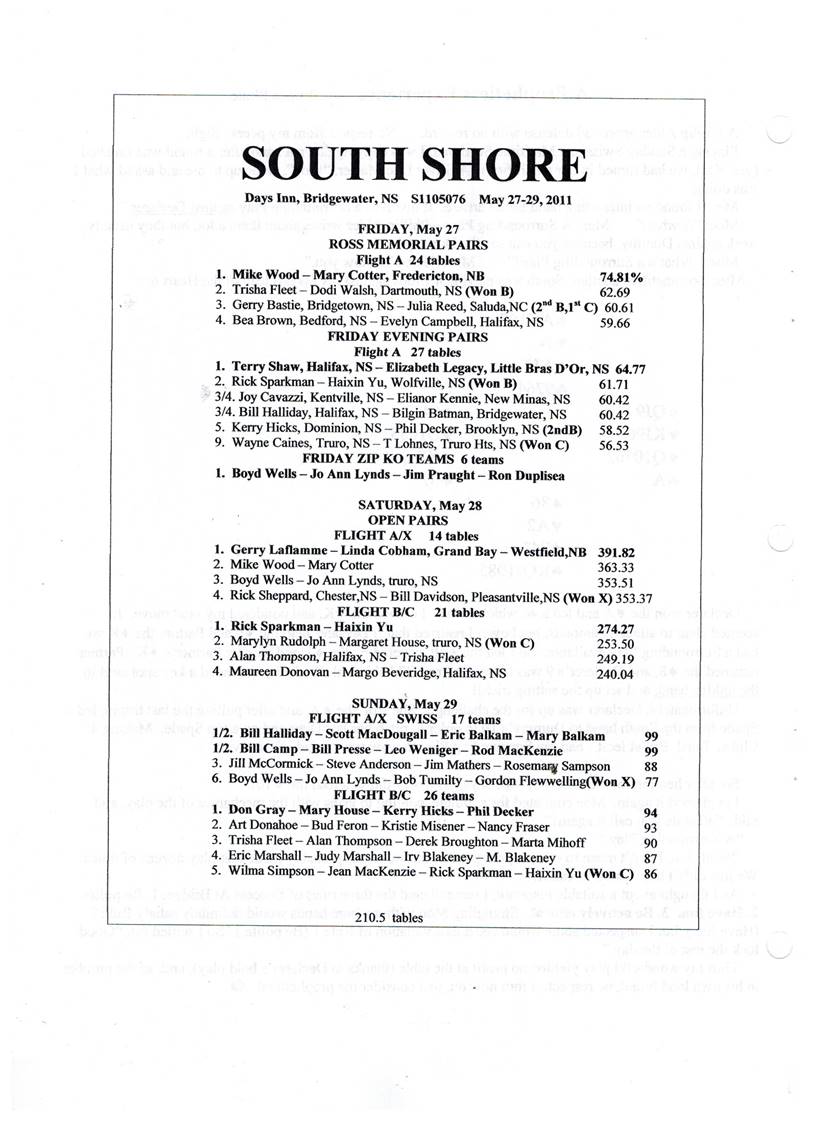 SOUTH SHORE
Days Inn, Bridgewater, NS S1105076 May 27-29, 2011
FRIDAY, May 27
ROSS MEMORIAL PAIRS
Flight A 24 tables
1. Mike Wood – Mary Cotter, Fredericton, NB 74.81%
2. Trisha Fleet – Dodi Walsh, Dartmouth, NS (Won B) 62.69
3. Gerry Bastie, Bridgetown, NS – Julia Reed, Saluda,NC (2nd B,1st C) 60.61
4. Bea Brown, Bedford, NS – Evelyn Campbell, Halifax, NS 59.66
FRIDAY EVENING PAIRS
Flight A 27 tables
1. Terry Shaw, Halifax, NS – Elizabeth Legacy, Little Bras D'Or, NS 64.77
2. Rick Sparkman – Haixin Yu, Wolfville, NS (Won B) 61.71
3/4. Joy Cavazzi, Kentville, NS – Elianor Kennie, New Minas, NS 60.42
3/4. Bill Halliday, Halifax, NS – Bilgin Batman, Bridgewater, NS 60.42
5. Kerry Hicks, Dominion, NS – Phil Decker, Brooklyn, NS (2ndB) 58.52
9. Wayne Caines, Truro, NS – T Lohnes, Truro Hts, NS (Won C) 56.53
FRIDAY ZIP KO TEAMS 6 teams
1. Boyd Wells – Jo Ann Lynds – Jim Praught – Ron Duplisea
SATURDAY, May 28
OPEN PAIRS
FLIGHT A/X 14 tables
1. Gerry Laflamme – Linda Cobham, Grand Bay – Westfield,NB 391.82
2. Mike Wood – Mary Cotter 363.33
3. Boyd Wells – Jo Ann Lynds, truro, NS 353.51
4. Rick Sheppard, Chester,NS – Bill Davidson, Pleasantville,NS (Won X) 353.37
FLIGHT B/C 21 tables
1. Rick Sparkman – Haixin Yu 274.27
2. Marylyn Rudolph – Margaret House, truro, NS (Won C) 253.50
3. Alan Thompson, Halifax, NS – Trisha Fleet 249.19
4. Maureen Donovan – Margo Beveridge, Halifax, NS 240.04
SUNDAY, May 29
FLIGHT A/X SWISS 17 teams
1/2. Bill Halliday – Scott MacDougall – Eric Balkam – Mary Balkam 99
1/2. Bill Camp – Bill Presse – Leo Weniger – Rod MacKenzie 99
3. Jill McCormick – Steve Anderson – Jim Mathers – Rosemary Sampson 88
6. Boyd Wells – Jo Ann Lynds – Bob Tumilty – Gordon Flewwelling(Won X) 77
FLIGHT B/C 26 teams
1. Don Gray – Mary House – Kerry Hicks – Phil Decker 94
2. Art Donahoe – Bud Feron – Kristie Misener – Nancy Fraser 93
3. Trisha Fleet – Alan Thompson – Derek Broughton – Marta Mihoff 90
4. Eric Marshall – Judy Marshall – Irv Blakeney – M. Blakeney 87
5. Wilma Simpson – Jean MacKenzie – Rick Sparkman – Haixin Yu (Won C) 86
210.5 tables